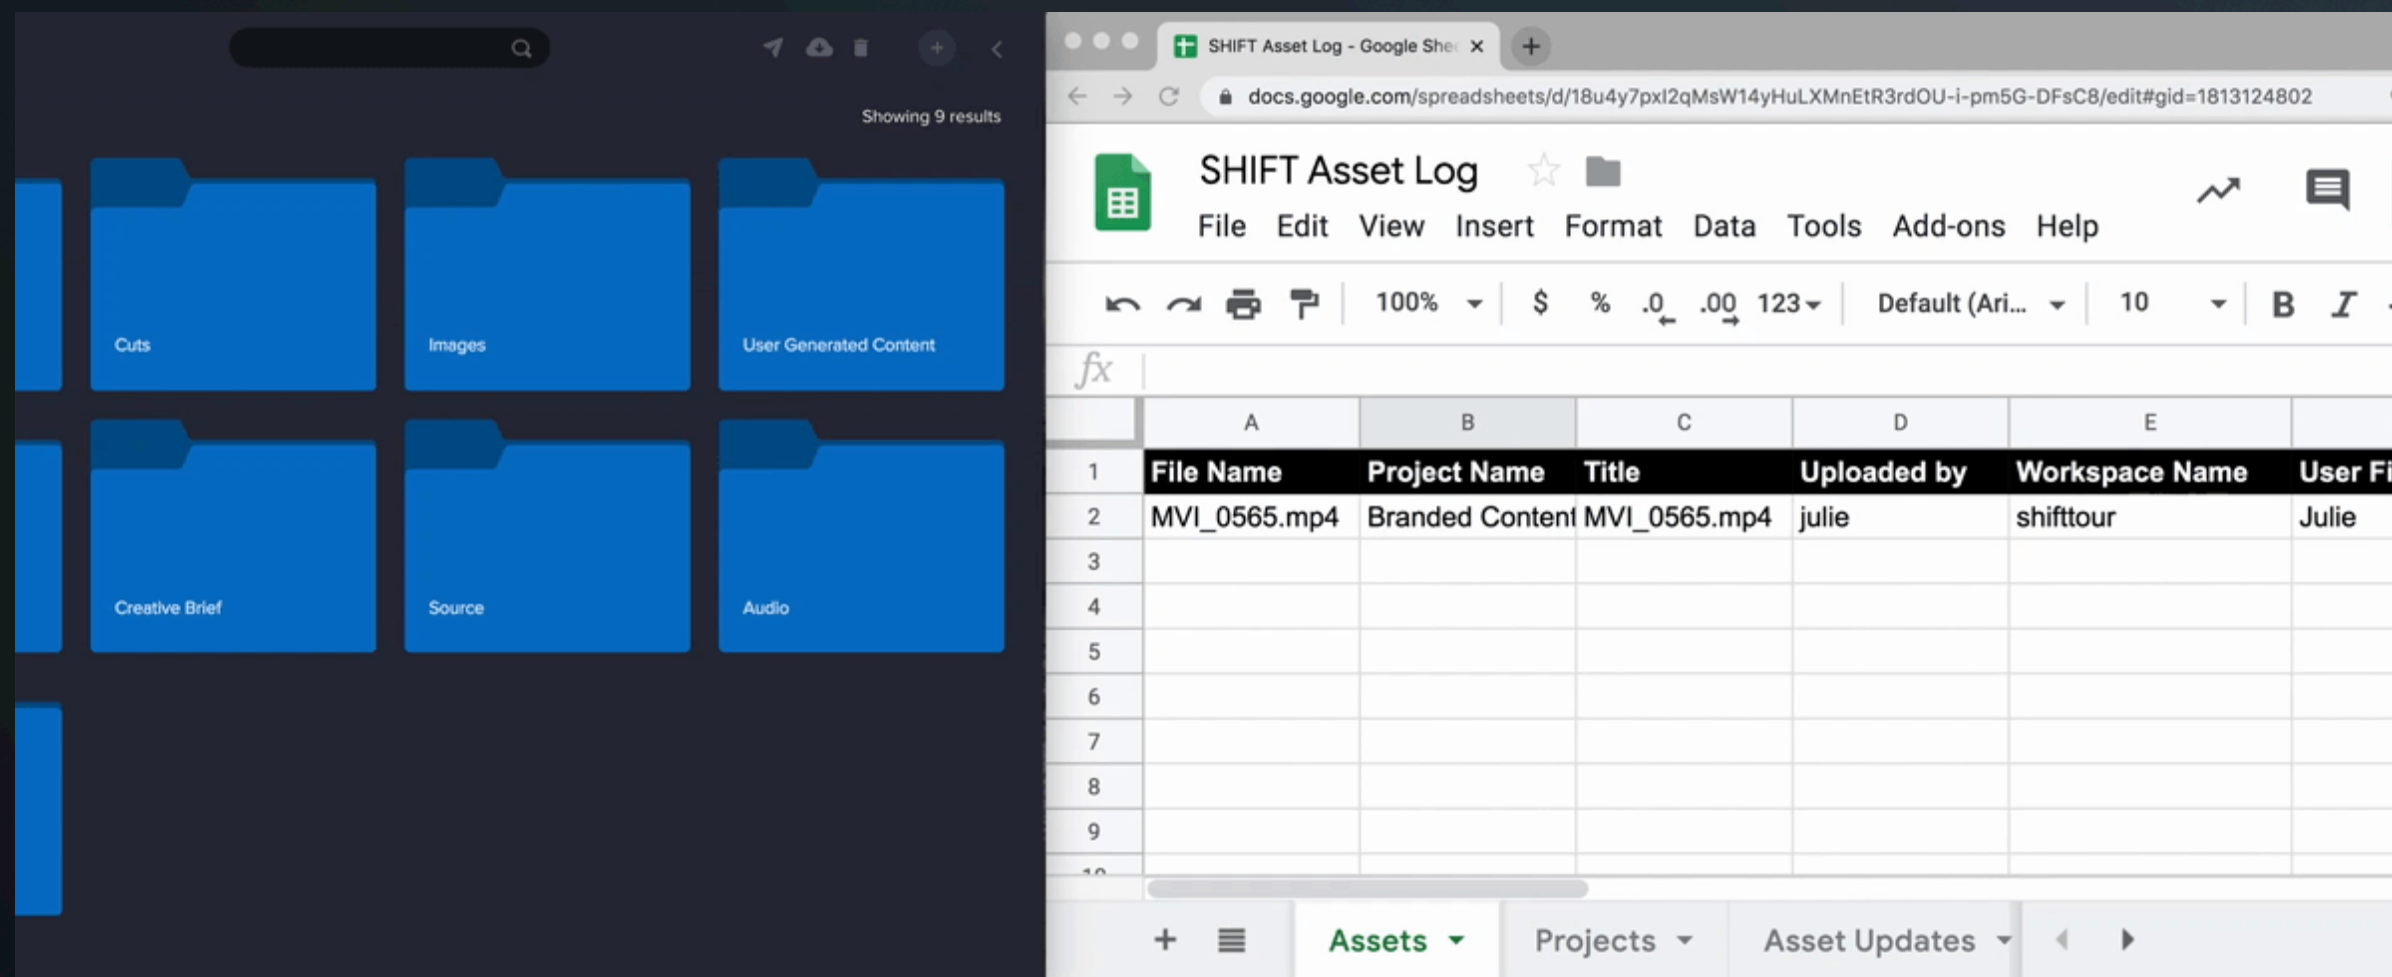 Showing 9 results
Cuts
Images
User Generated Content
Creative Brief
Source
Audio
SHIFT Asset Log - Google She
docs.google.com/spreadsheets/d/18u4y7pxI2qMsW14yHuLXMnEtR3rdOU-i-pm5G-DFsC8/edit#gid=1813124802
SHIFT Asset Log
File Edit View Insert Format Data Tools Add-ons Help
100% $ % .0 .00 123 Default (Ari... 10 B I
fx
A B C D E
1 File Name Project Name Title Uploaded by Workspace Name User Fi
2 MVI_0565.mp4 Branded Content MVI_0565.mp4 julie shifttour Julie
3
4
5
6
7
8
9
10
Assets Projects Asset Updates